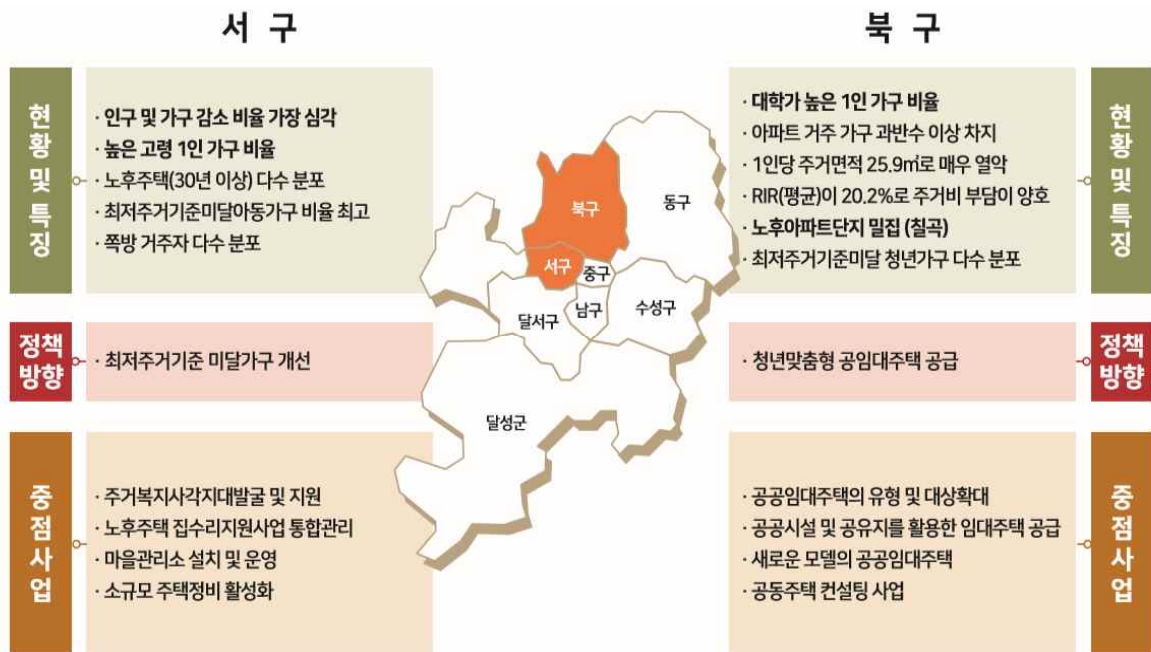 서 구
현황 및 특징
· 인구 및 가구 감소 비율 가장 심각
· 높은 고령 1인 가구 비율
· 노후주택(30년 이상) 다수 분포
· 최저주거기준미달아동가구 비율 최고
· 쪽방 거주자 다수 분포
정책
방향
· 최저주거기준 미달가구 개선
중점사업
· 주거복지사각지대발굴 및 지원
· 노후주택 집수리지원사업 통합관리
· 마을관리소 설치 및 운영
· 소규모 주택정비 활성화
북구
동구
서구
중구
달서구
남구
수성구
달성군
북 구
현황 및 특징
· 대학가 높은 1인 가구 비율
· 아파트 거주 가구 과반수 이상 차지
· 1인당 주거면적 25.9㎡로 매우 열악
· RIR(평균)이 20.2%로 주거비 부담이 양호
· 노후아파트단지 밀집 (칠곡)
· 최저주거기준미달 청년가구 다수 분포
정책
방향
· 청년맞춤형 공임대주택 공급
중점사업
· 공공임대주택의 유형 및 대상확대
· 공공시설 및 공유지를 활용한 임대주택 공급
· 새로운 모델의 공공임대주택
· 공동주택 컨설팅 사업